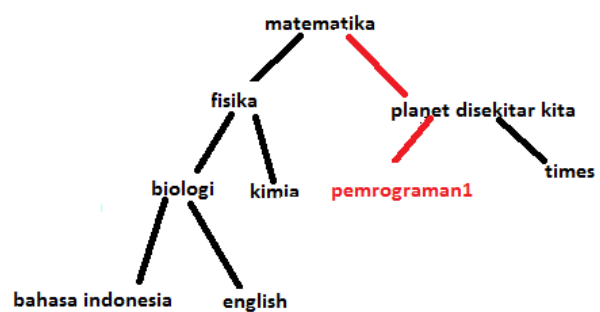 matematika
fisika
planet disekitar kita
biologi
kimia
pemrograman1
times
bahasa indonesia
english